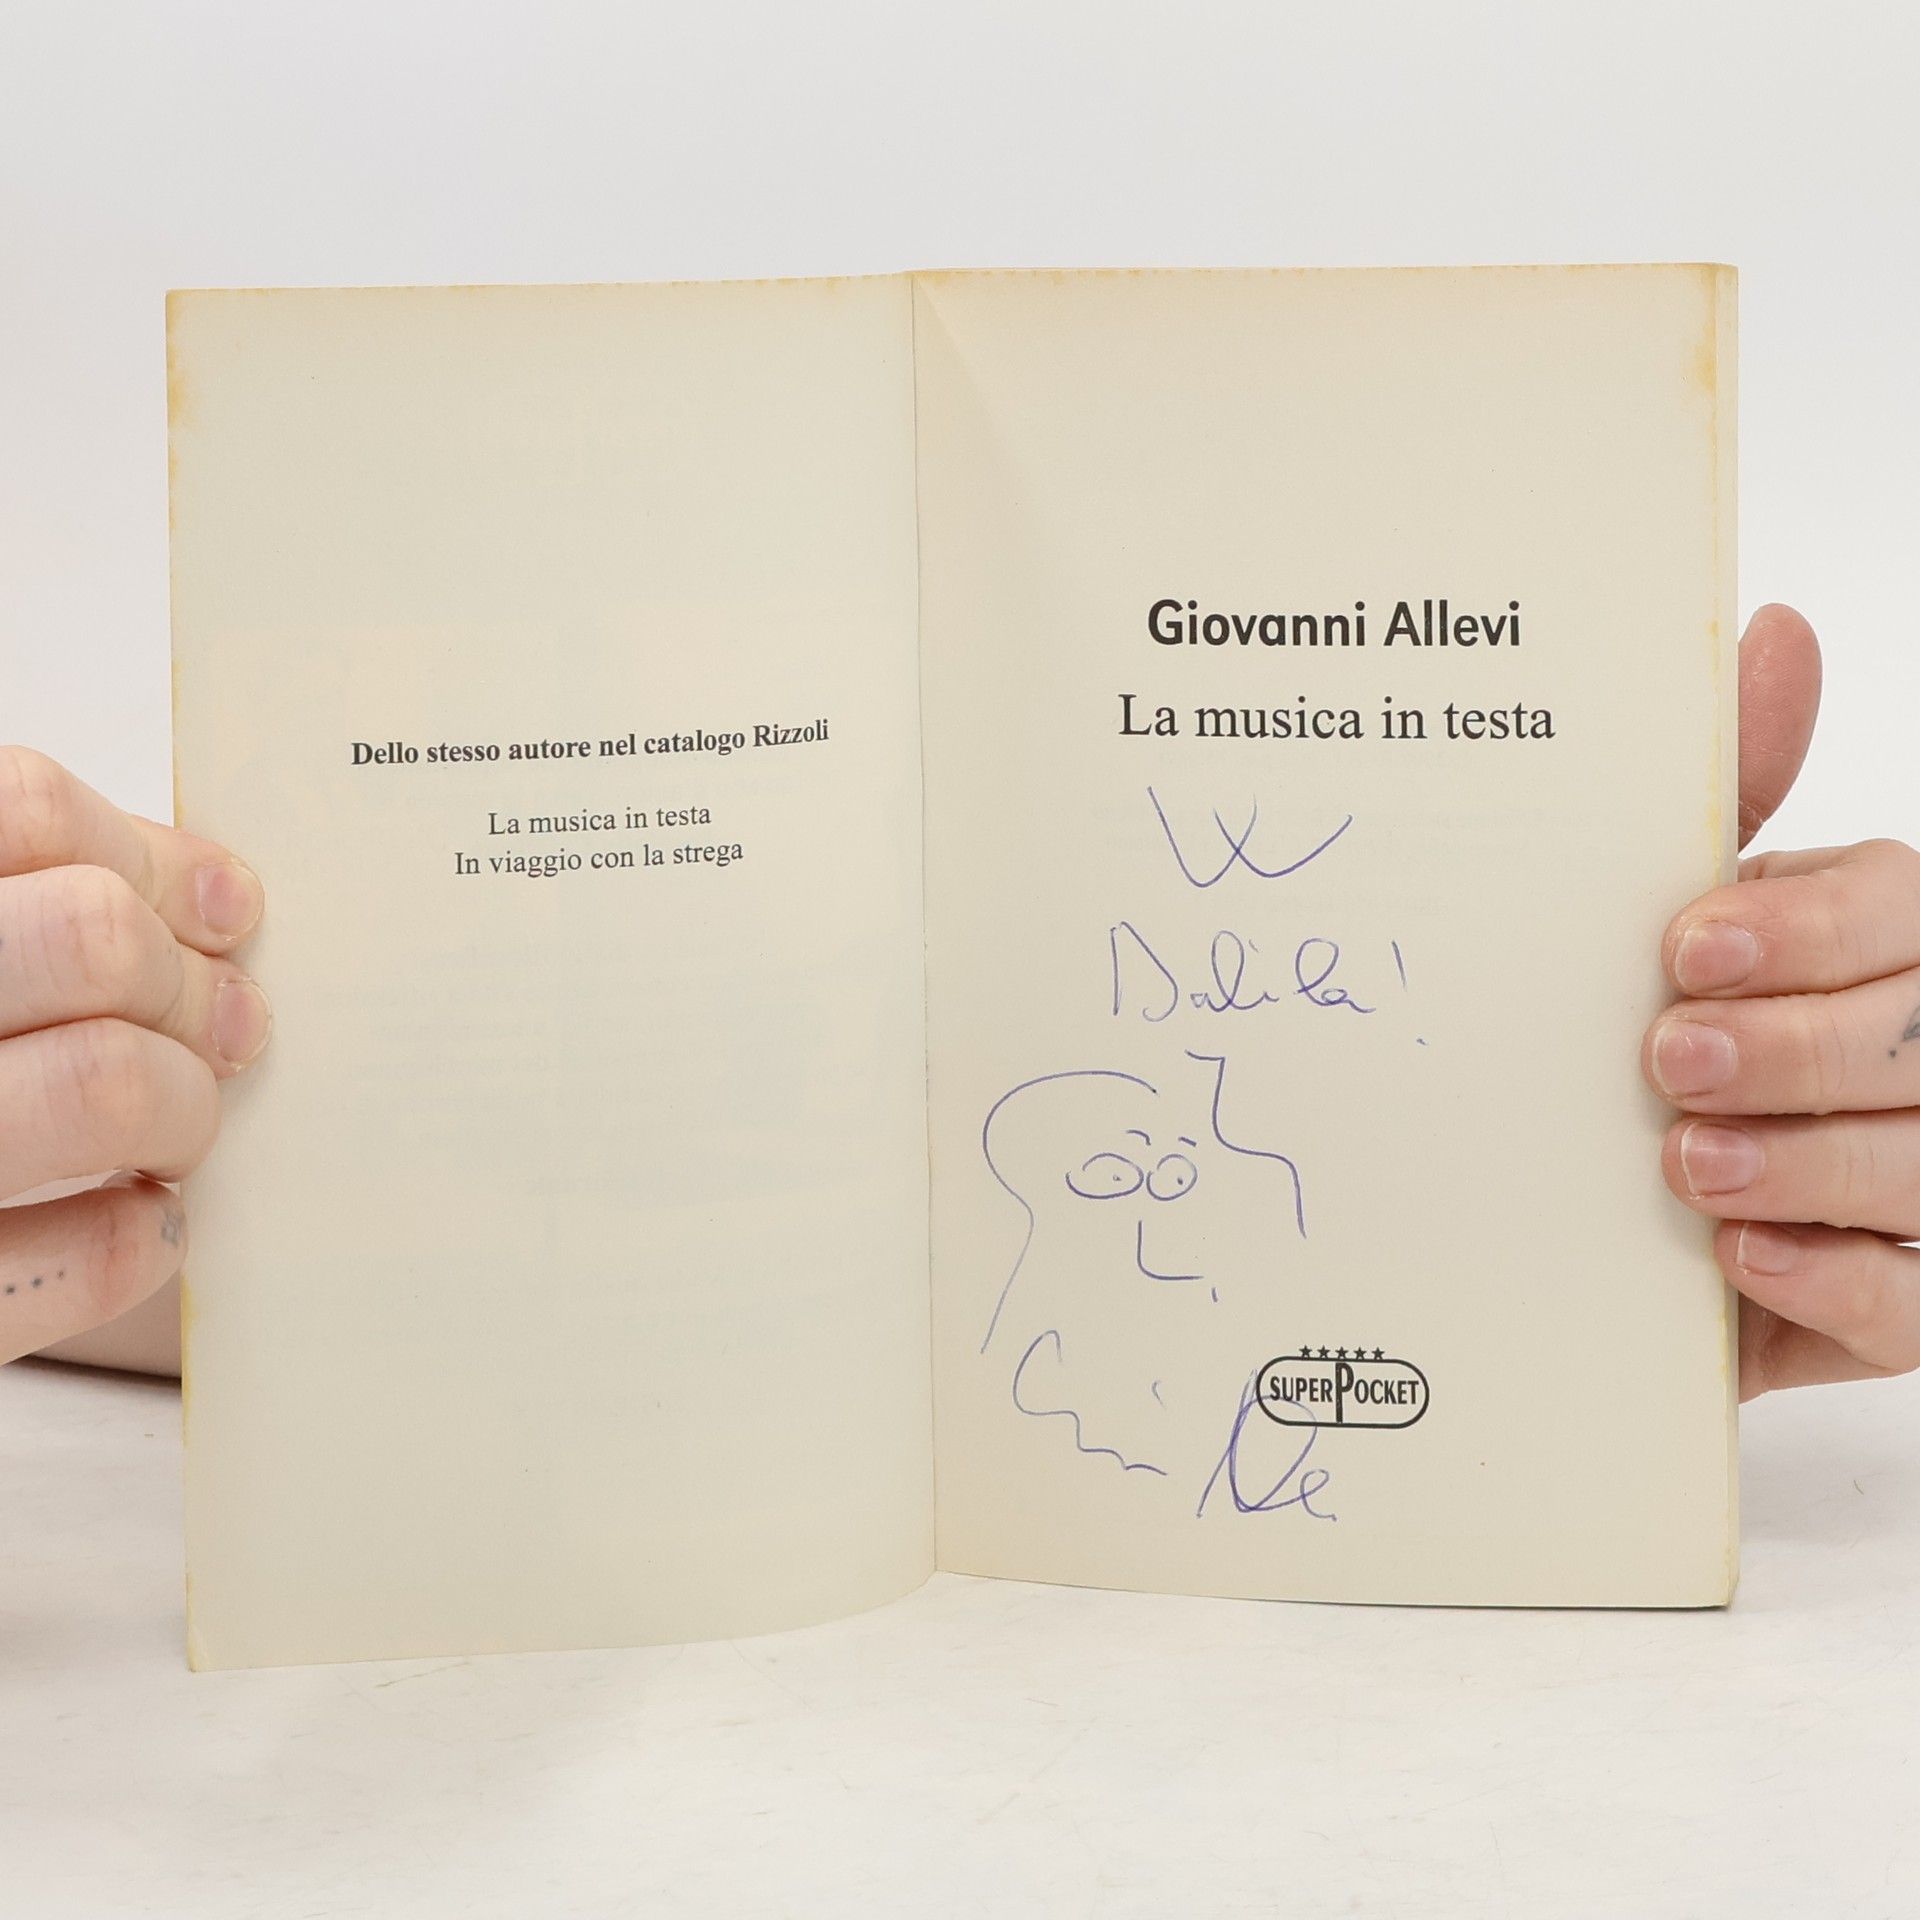 Dello stesso autore nel catalogo Rizzoli
La musica in testa
In viaggio con la strega
Giovanni Allevi
La musica in testa
W
Dalila!
SUPERPOCKET